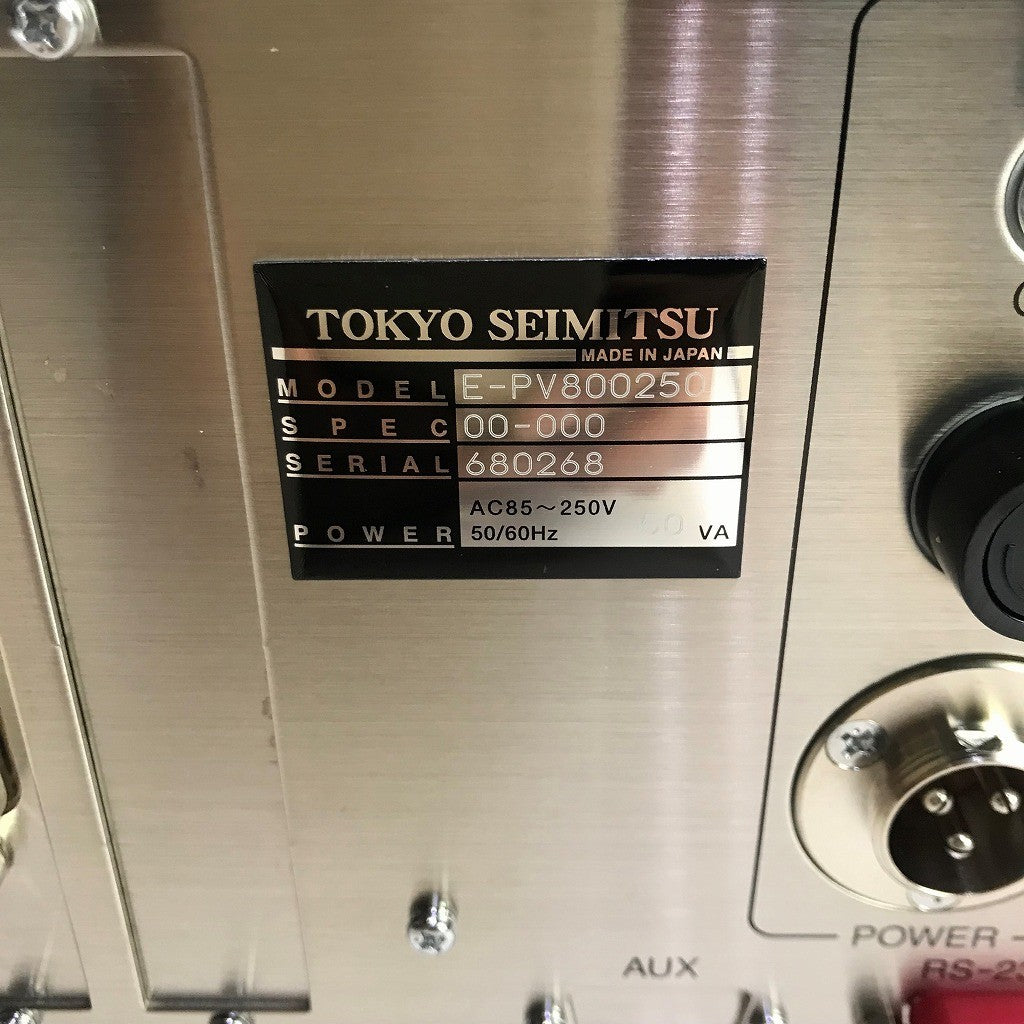 TOKYO SEIMITSU
MADE IN JAPAN
MODEL E-PV800250
SPEC 00-000
SERIAL 680268
AC85～250V
POWER 50/60Hz 50 VA
POWER
AUX